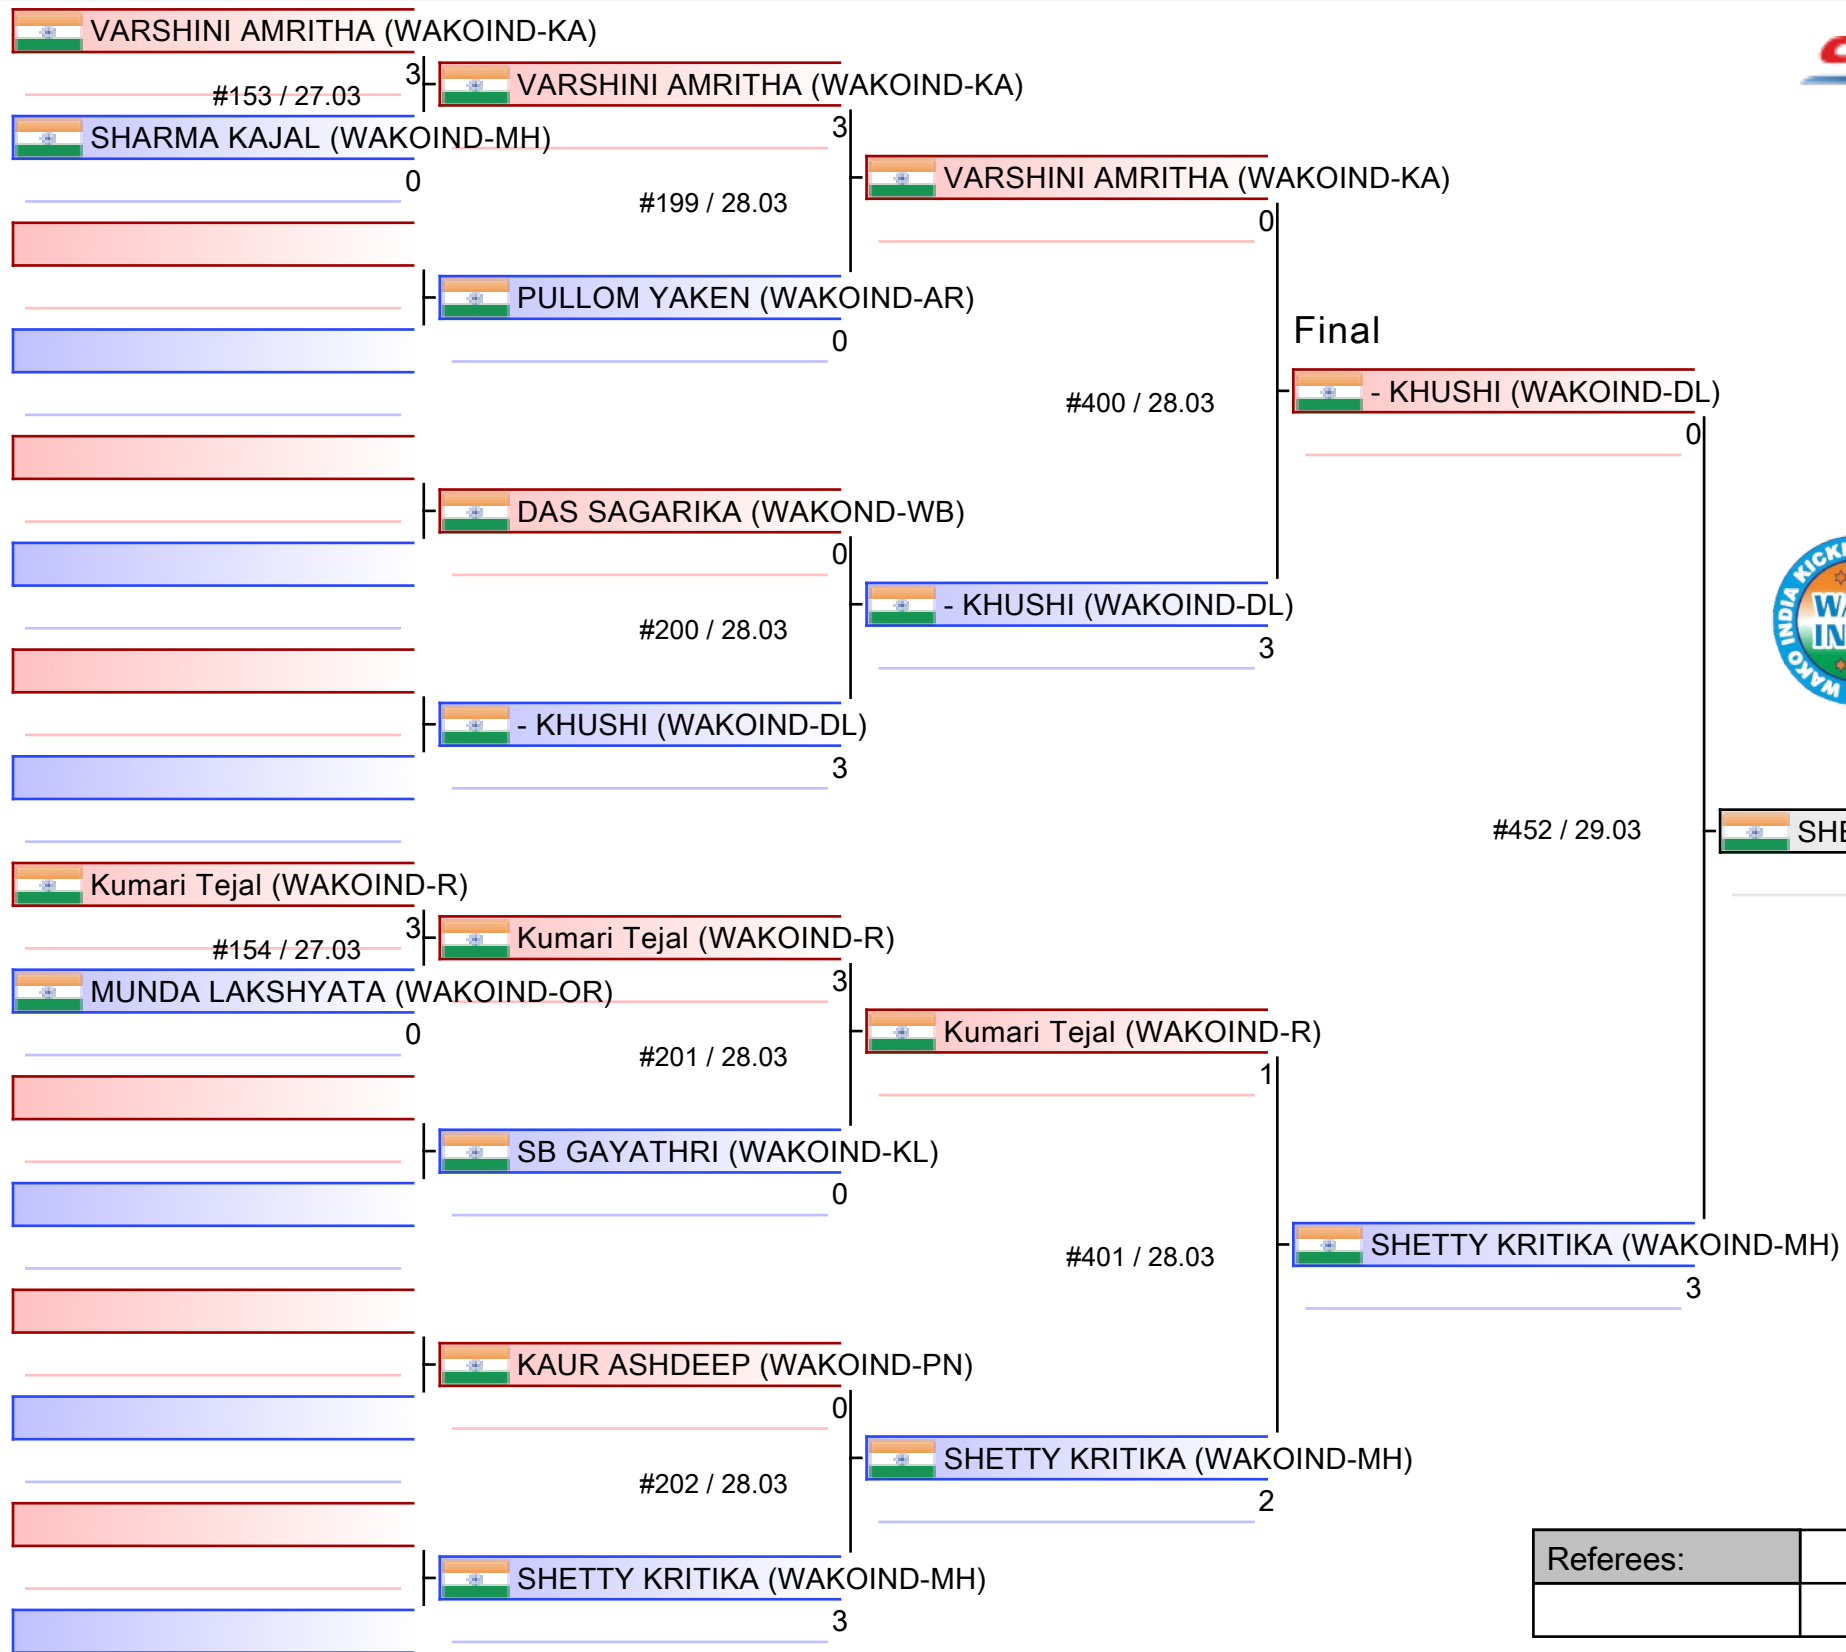 VARSHINI AMRITHA (WAKOIND-KA)
3
#153 / 27.03
SHARMA KAJAL (WAKOIND-MH)
0
VARSHINI AMRITHA (WAKOIND-KA)
3
#199 / 28.03
PULLOM YAKEN (WAKOIND-AR)
0
VARSHINI AMRITHA (WAKOIND-KA)
0
#400 / 28.03
DAS SAGARIKA (WAKOND-WB)
0
#200 / 28.03
- KHUSHI (WAKOIND-DL)
3
- KHUSHI (WAKOIND-DL)
3
Final
- KHUSHI (WAKOIND-DL)
0
#452 / 29.03
Kumari Tejal (WAKOIND-R)
3
#154 / 27.03
MUNDA LAKSHYATA (WAKOIND-OR)
0
Kumari Tejal (WAKOIND-R)
3
#201 / 28.03
SB GAYATHRI (WAKOIND-KL)
0
Kumari Tejal (WAKOIND-R)
1
#401 / 28.03
KAUR ASHDEEP (WAKOIND-PN)
0
#202 / 28.03
SHETTY KRITIKA (WAKOIND-MH)
3
SHETTY KRITIKA (WAKOIND-MH)
2
SHETTY KRITIKA (WAKOIND-MH)
3
WAKO INDIA
Referees: